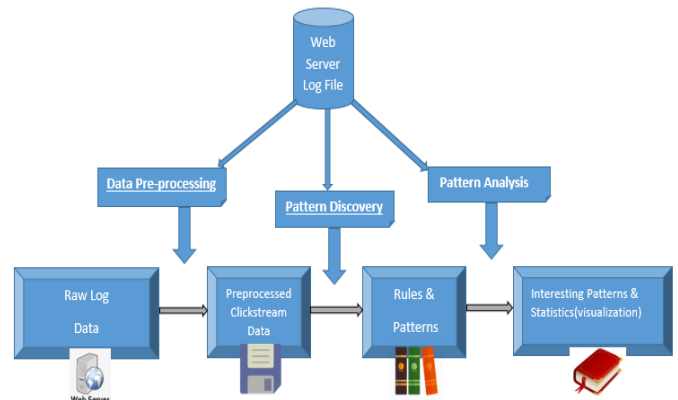 Web
Server
Log File
Data Pre-processing
Pattern Discovery
Pattern Analysis
Raw Log
Data
Preprocessed
Clickstream
Data
Rules &
Patterns
Interesting Patterns &
Statistics(visualization)
Web Server